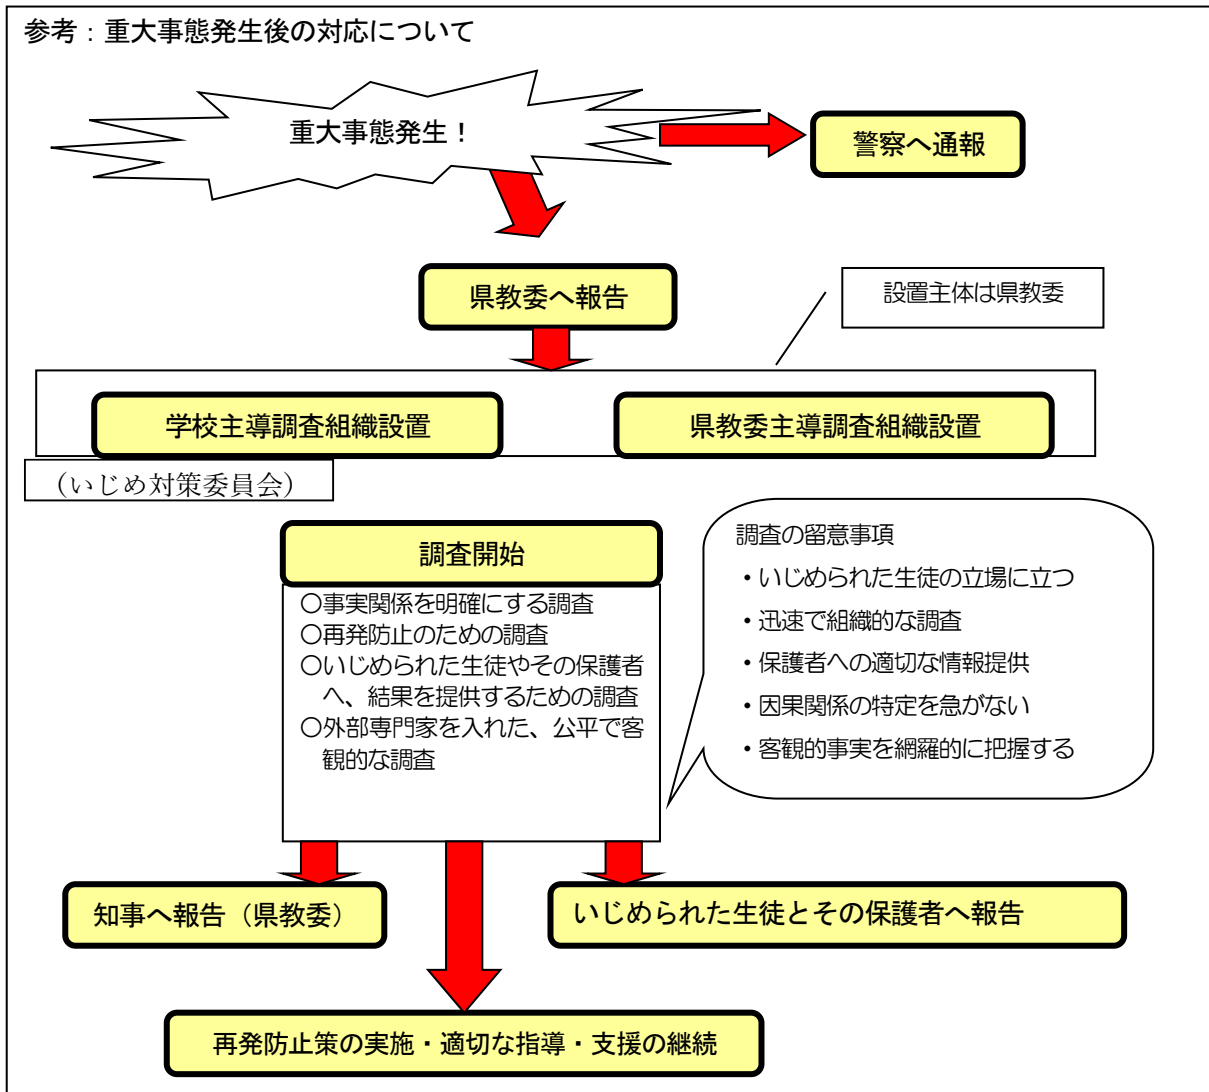 参考：重大事態発生後の対応について
重大事態発生！
警察へ通報
県教委へ報告
設置主体は県教委
学校主導調査組織設置
県教委主導調査組織設置
（いじめ対策委員会）
調査開始
○事実関係を明確にする調査
○再発防止のための調査
○いじめられた生徒やその保護者
へ、結果を提供するための調査
○外部専門家を入れた、公平で客
観的な調査
調査の留意事項
・いじめられた生徒の立場に立つ
・迅速で組織的な調査
・保護者への適切な情報提供
・因果関係の特定を急がない
・客観的事実を網羅的に把握する
知事へ報告（県教委）
いじめられた生徒とその保護者へ報告
再発防止策の実施・適切な指導・支援の継続